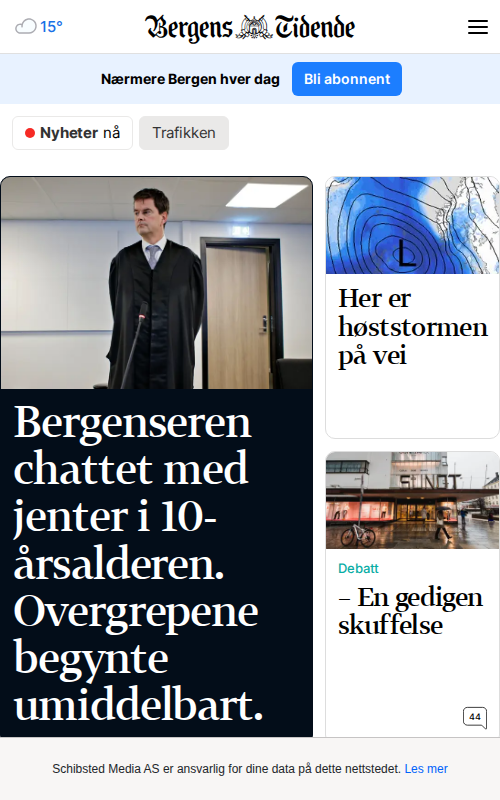 15°
Bergens Tidende
Nærmere Bergen hver dag
Bli abonnent
Nyheter nå
Trafikken
Bergenseren
chattet med
jenter i 10-
årsalderen.
Overgrepene
begynte
umiddelbart.
L
Her er
høststormen
på vei
SUNDT
Debatt
– En gedigen
skuffelse
44
Schibsted Media AS er ansvarlig for dine data på dette nettstedet. Les mer